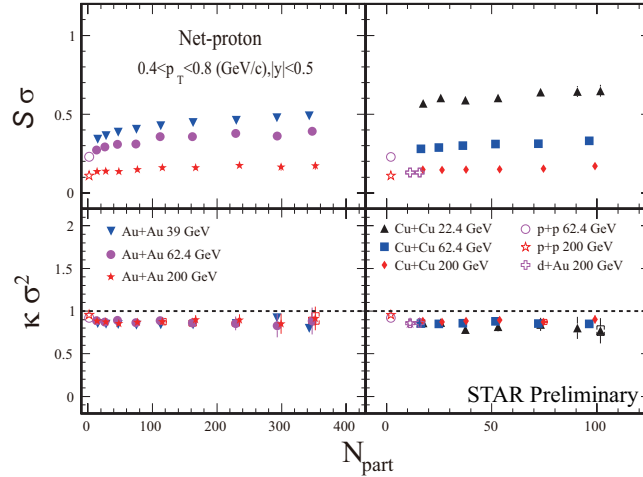 Net-proton
0.4<p_T<0.8 (GeV/c),|y|<0.5
S σ
1
0.5
0
Au+Au 39 GeV
Au+Au 62.4 GeV
Au+Au 200 GeV
Cu+Cu 22.4 GeV
Cu+Cu 62.4 GeV
Cu+Cu 200 GeV
p+p 62.4 GeV
p+p 200 GeV
d+Au 200 GeV
κ σ²
2
1.5
1
0.5
0
STAR Preliminary
0 100 200 300 400
0 50 100
N_part